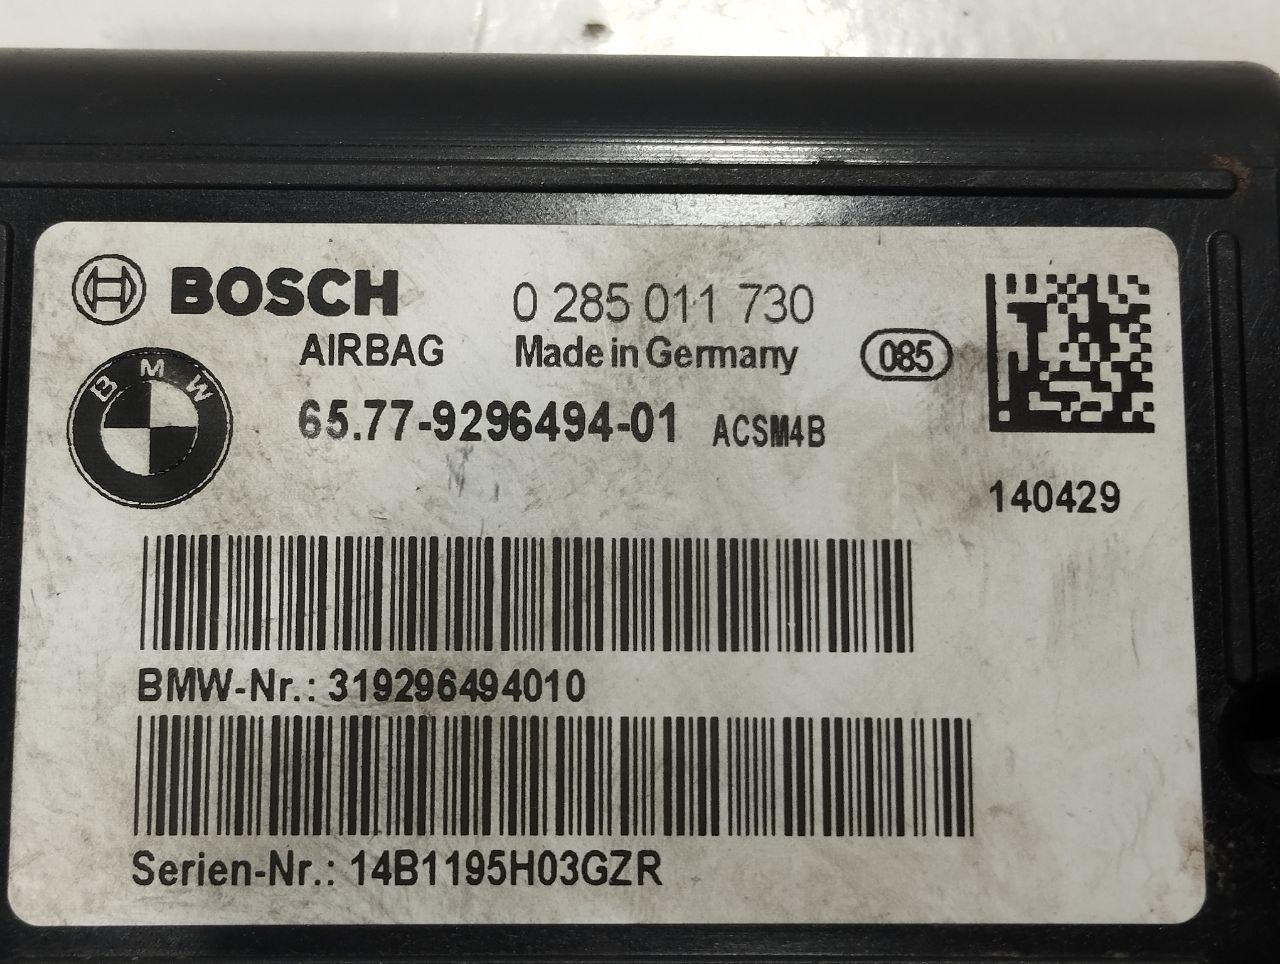 BOSCH 0 285 011 730
AIRBAG Made in Germany 085
BMW
65.77-9296494-01 ACSM4B
140429
BMW-Nr.: 319296494010
Serien-Nr.: 14B1195H03GZR